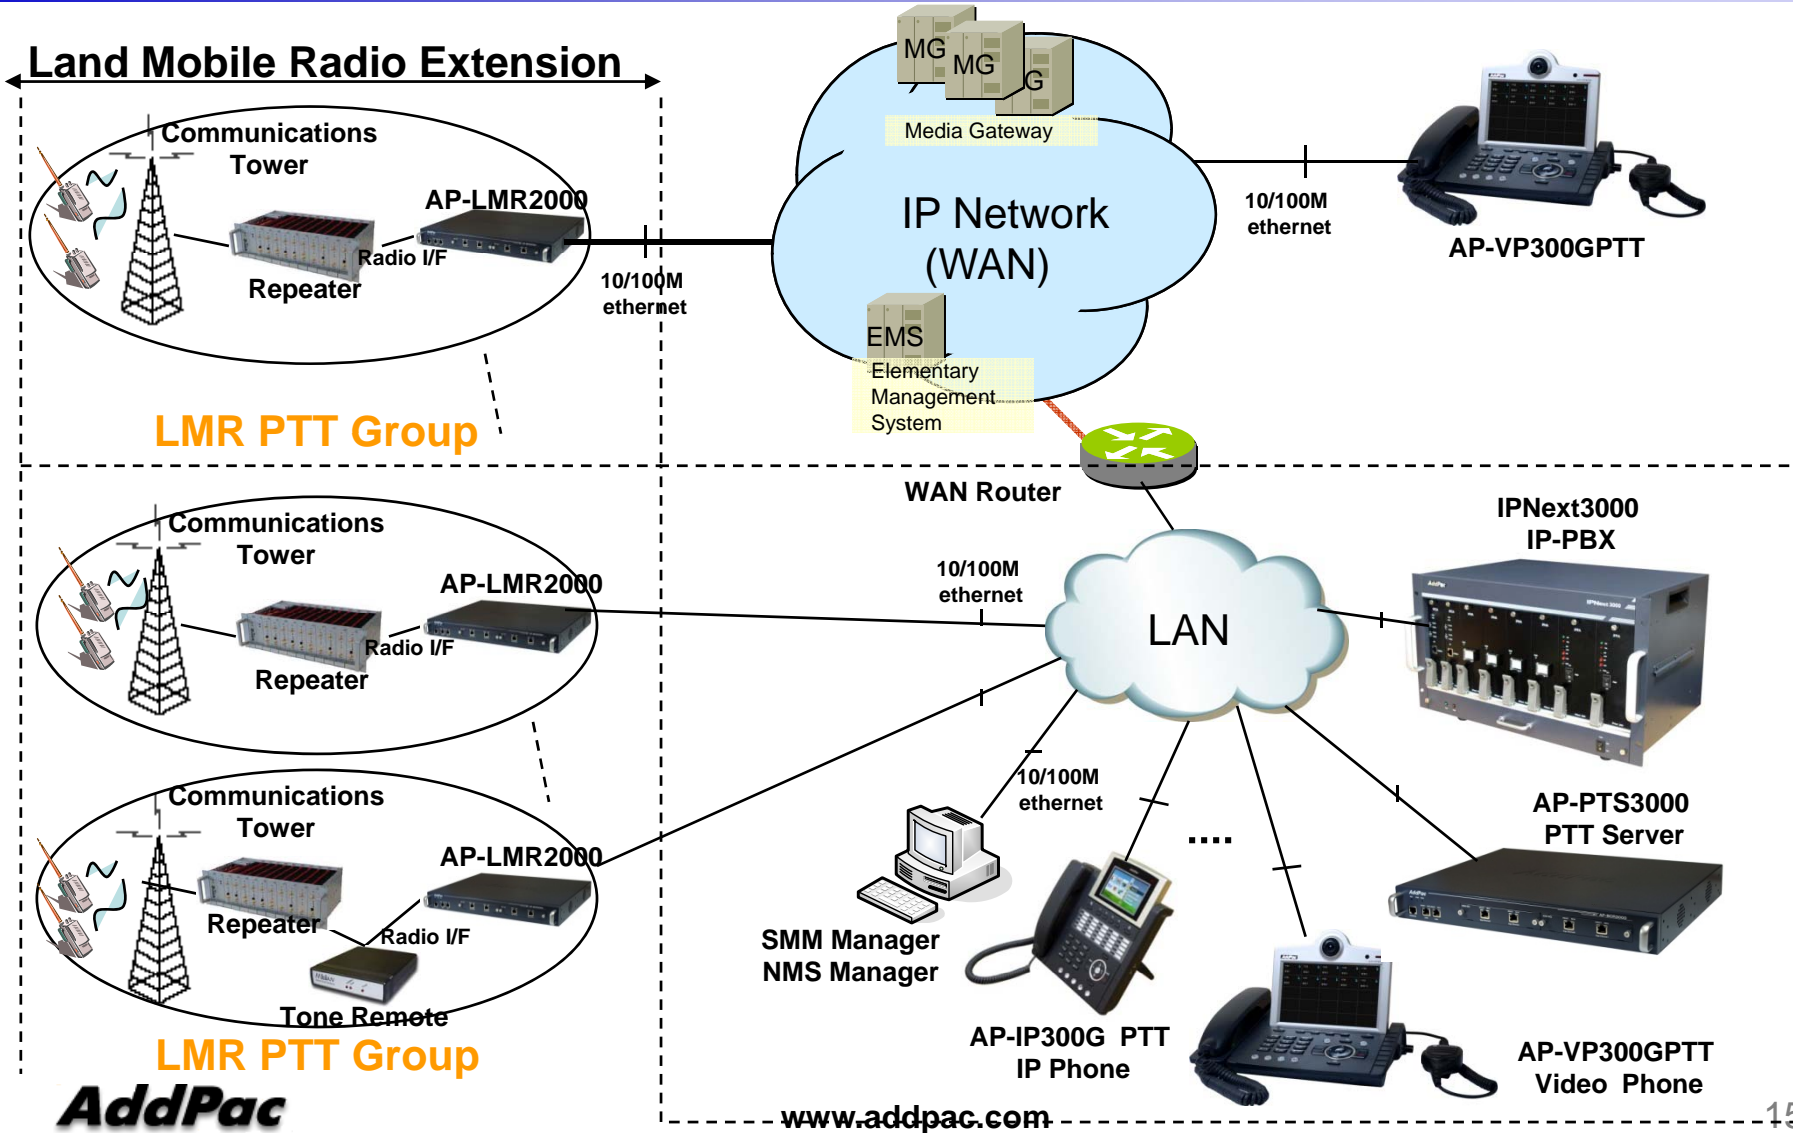 Land Mobile Radio Extension
MG
MG
G
Media Gateway
IP Network
(WAN)
EMS
Elementary
Management
System
10/100M
ethernet
AP-VP300GPTT
Communications
Tower
AP-LMR2000
Radio I/F
Repeater
10/100M
ethernet
LMR PTT Group
WAN Router
Communications
Tower
AP-LMR2000
Radio I/F
Repeater
10/100M
ethernet
LAN
IPNext3000
IP-PBX
10/100M
ethernet
Communications
Tower
AP-LMR2000
Repeater
Radio I/F
Tone Remote
LMR PTT Group
SMM Manager
NMS Manager
....
AP-IP300G PTT
IP Phone
AP-PTS3000
PTT Server
AP-VP300GPTT
Video Phone
AddPac
www.addpac.com
15